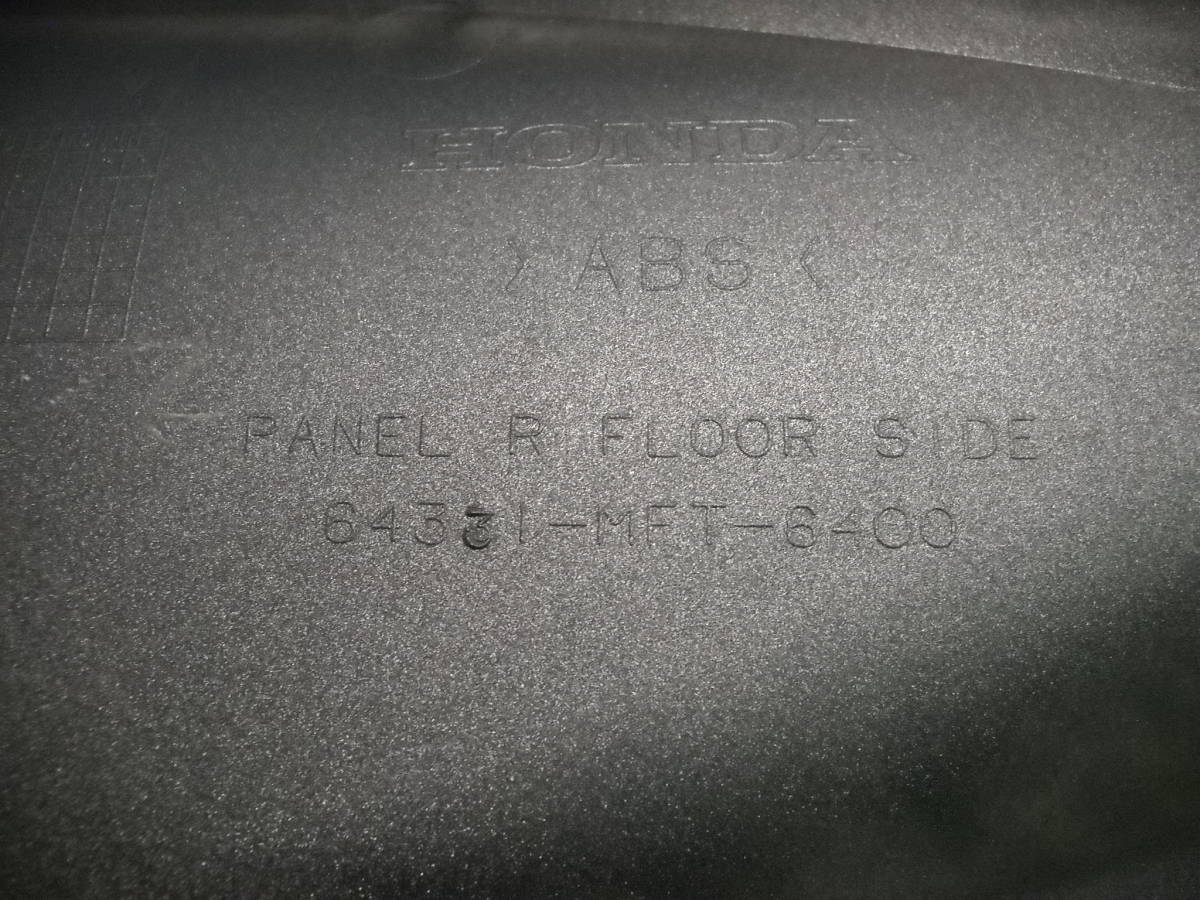 HONDA
>ABS<
PANEL R FLOOR SIDE
64331-MFT-6400